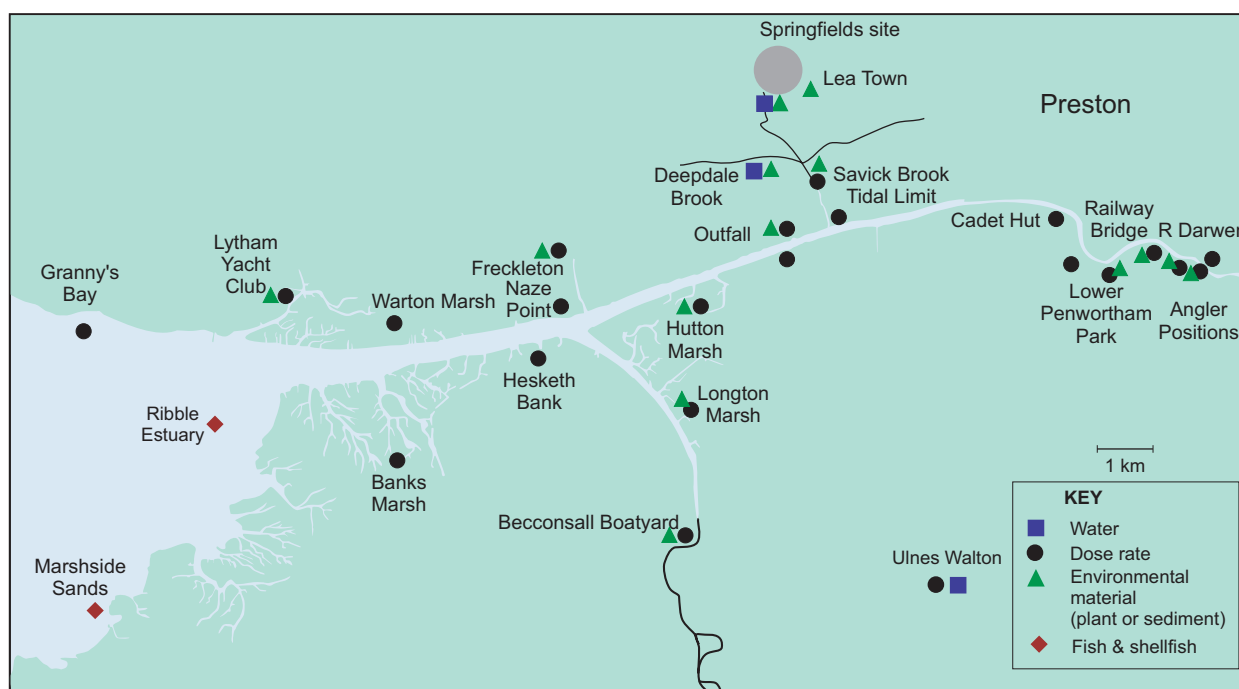 Springfields site
Lea Town
Preston
Deepdale
Brook
Savick Brook
Tidal Limit
Cadet Hut
Railway
Bridge
R Darwen
Outfall
Lytham
Yacht
Club
Granny's
Bay
Freckleton
Naze
Point
Warton Marsh
Lower
Penwortham
Park
Angler
Positions
Hutton
Marsh
Hesketh
Bank
Longton
Marsh
Ribble
Estuary
Banks
Marsh
1 km
Becconsall Boatyard
Marshside
Sands
Ulnes Walton
KEY
Water
Dose rate
Environmental
material
(plant or sediment)
Fish & shellfish